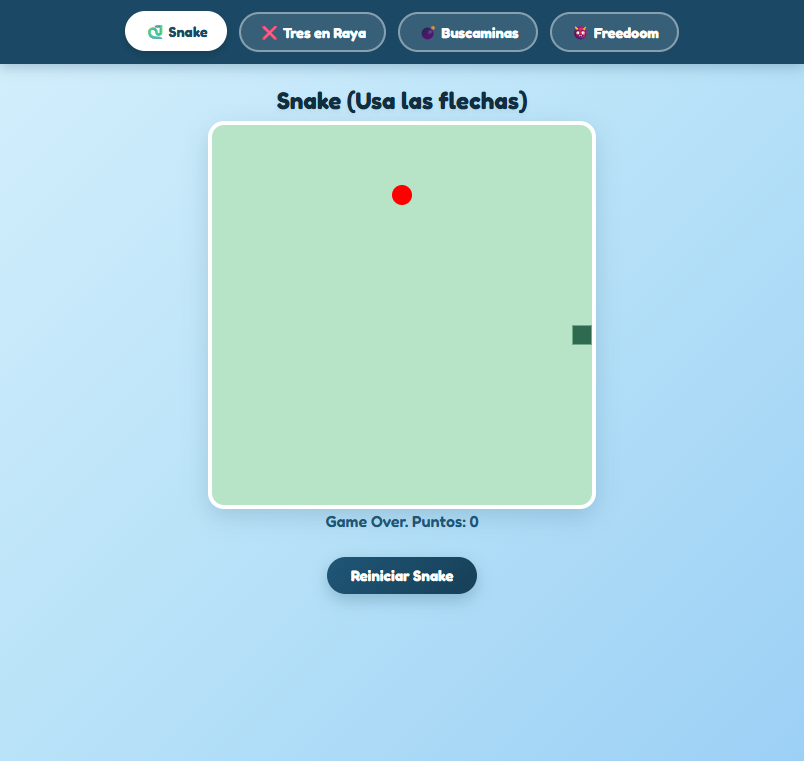 Snake
Tres en Raya
Buscaminas
Freedoom
Snake (Usa las flechas)
Game Over. Puntos: 0
Reiniciar Snake